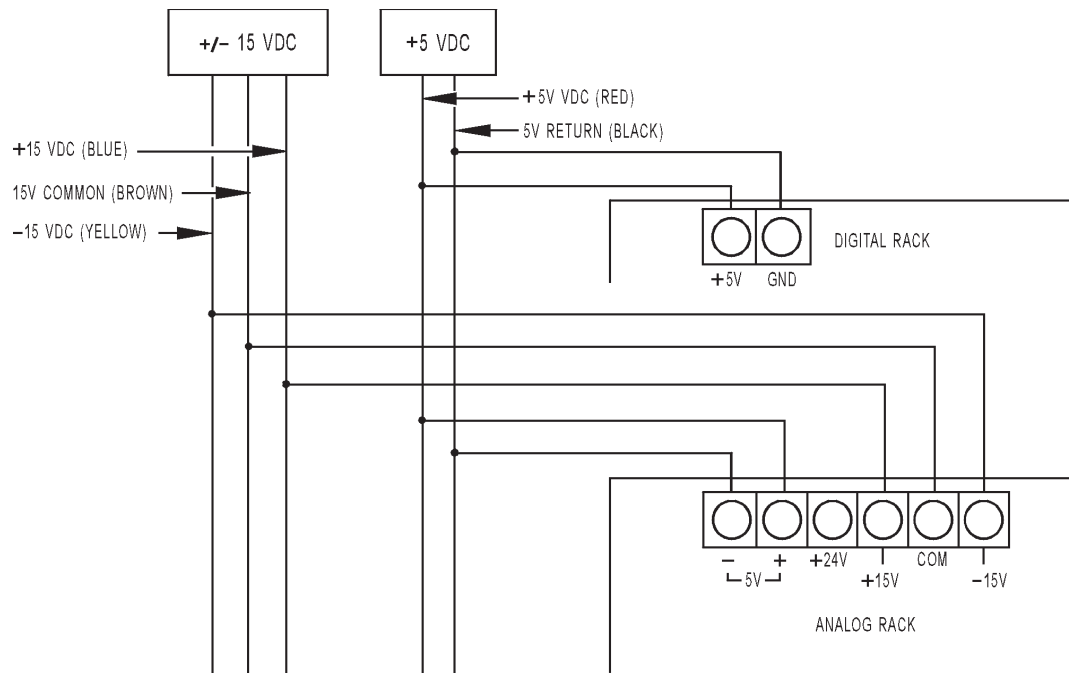 +/- 15 VDC
+5 VDC
+5V VDC (RED)
5V RETURN (BLACK)
+15 VDC (BLUE)
15V COMMON (BROWN)
-15 VDC (YELLOW)
DIGITAL RACK
+5V GND
- + +24V COM
5V +15V -15V
ANALOG RACK